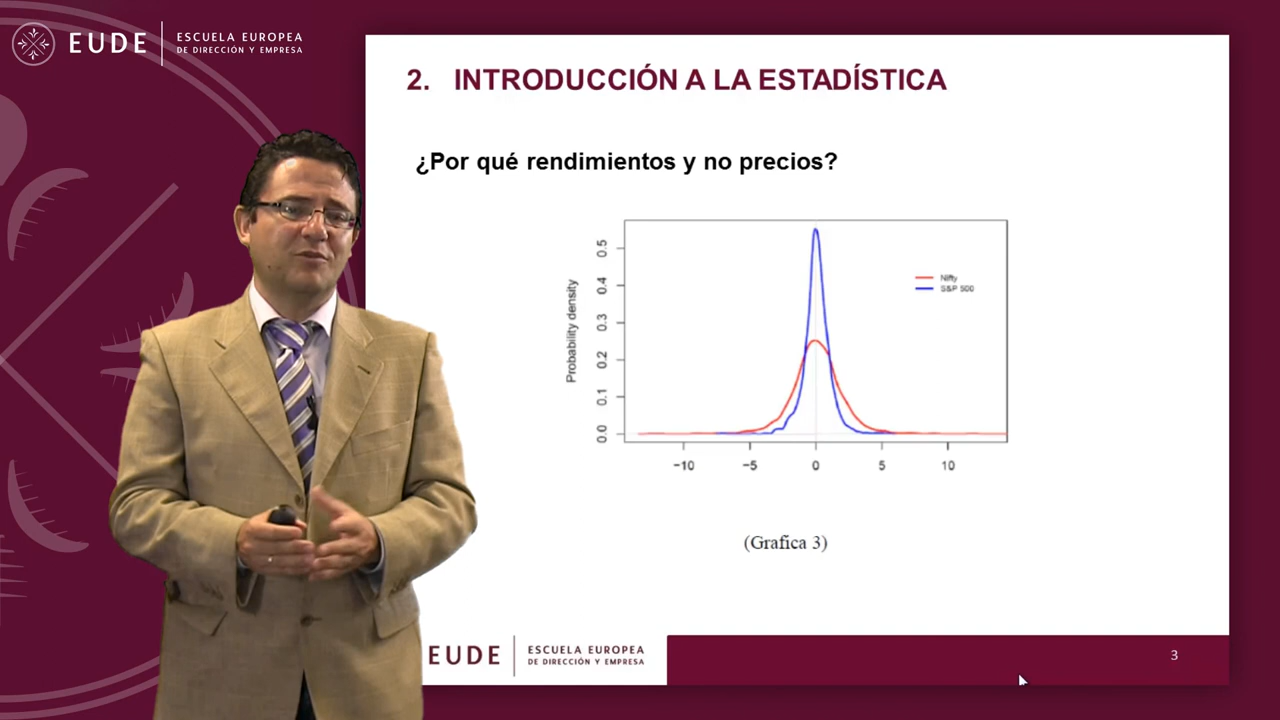 EUDE
ESCUELA EUROPEA
DE DIRECCIÓN Y EMPRESA
2. INTRODUCCIÓN A LA ESTADÍSTICA
¿Por qué rendimientos y no precios?
Probability density
0.5
0.4
0.3
0.2
0.1
0.0
Nifty
S&P 500
−10 −5 0 5 10
(Grafica 3)
EUDE
ESCUELA EUROPEA
DE DIRECCIÓN Y EMPRESA
3